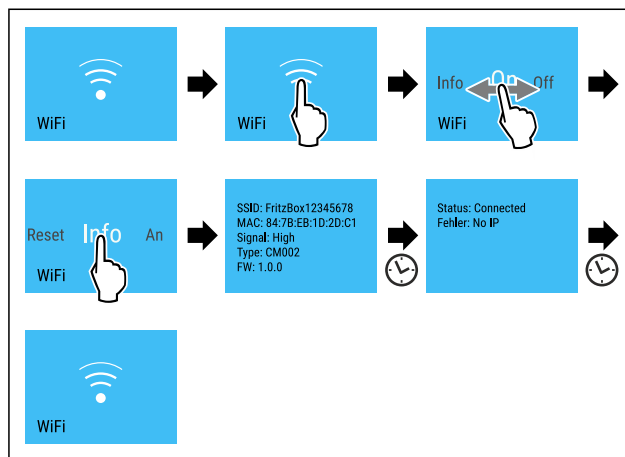 WiFi
WiFi
Info On Off
WiFi
Reset Info An
WiFi
SSID: FritzBox12345678
MAC: 84:7B:EB:1D:2D:C1
Signal: High
Type: CM002
FW: 1.0.0
Status: Connected
Fehler: No IP
WiFi